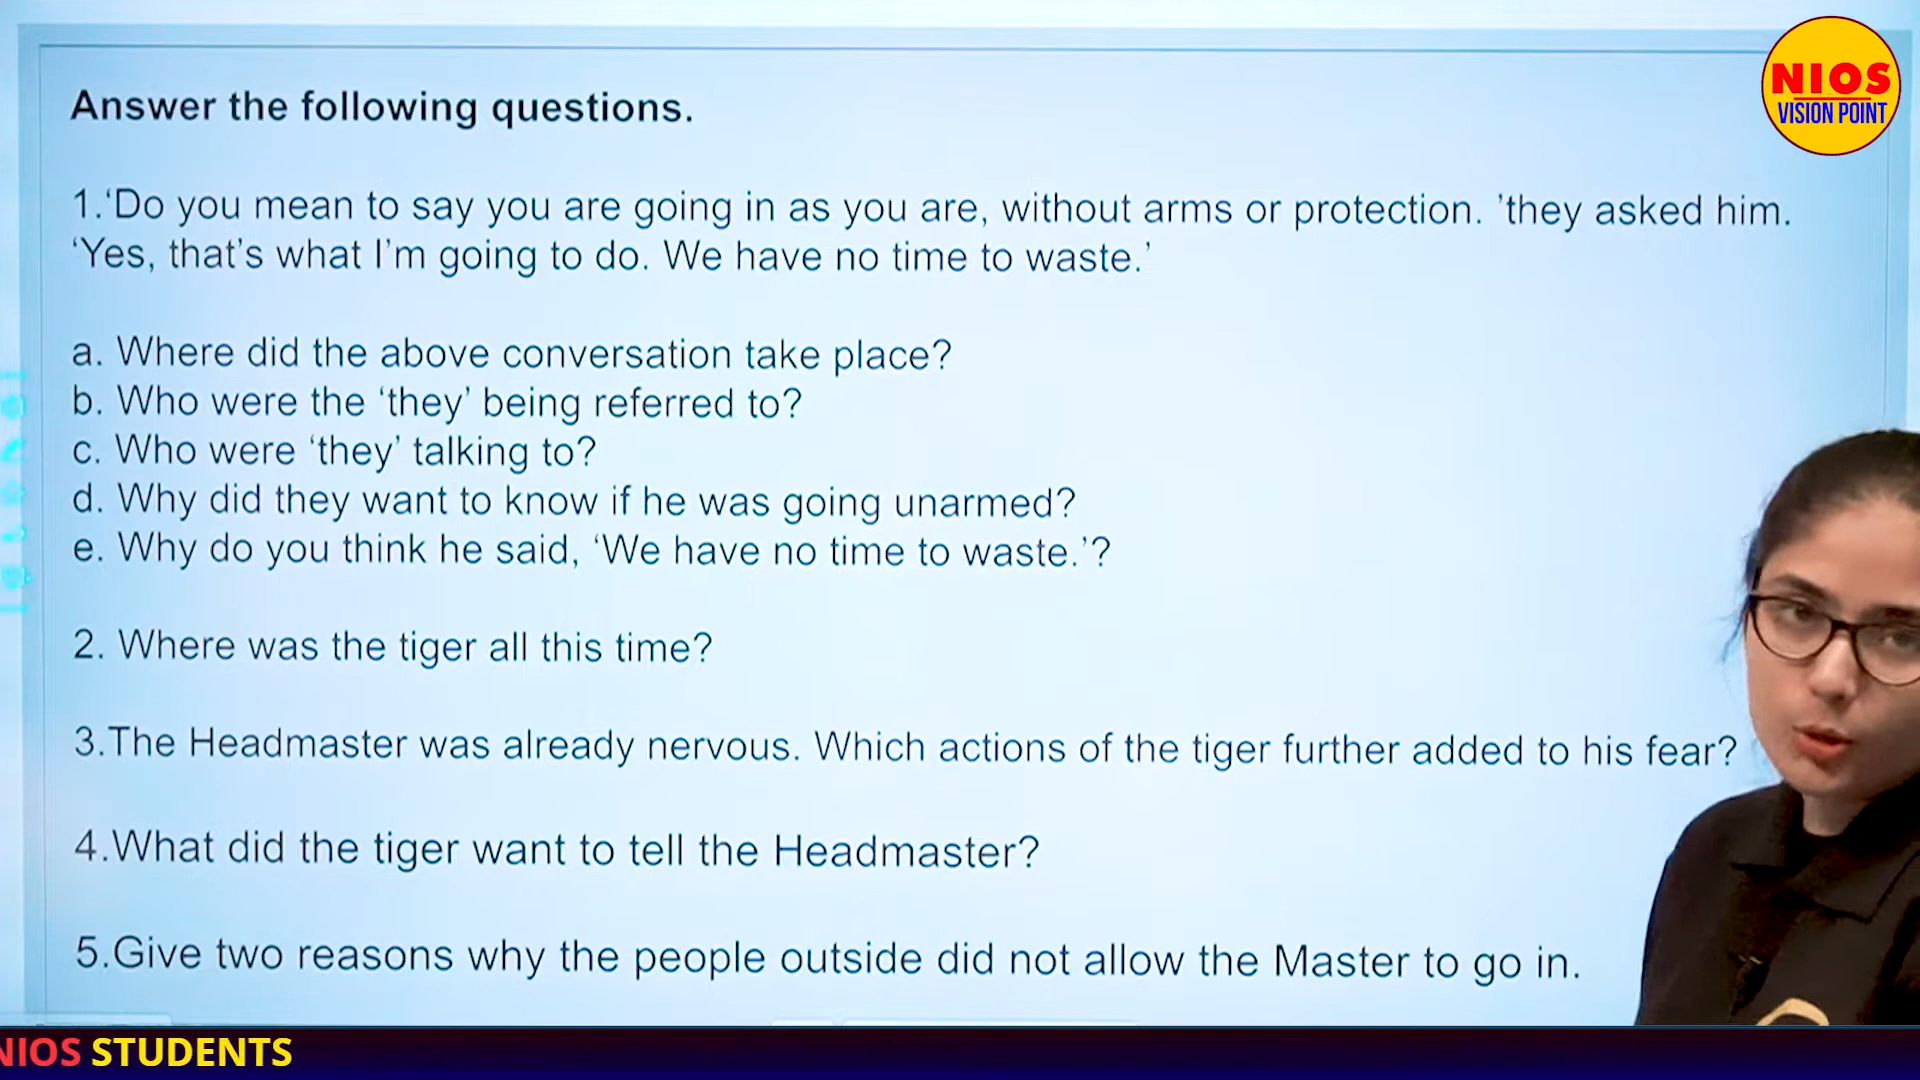 NIOS
VISION POINT
Answer the following questions.
1.‘Do you mean to say you are going in as you are, without arms or protection. ’they asked him.
‘Yes, that’s what I’m going to do. We have no time to waste.’
a. Where did the above conversation take place?
b. Who were the ‘they’ being referred to?
c. Who were ‘they’ talking to?
d. Why did they want to know if he was going unarmed?
e. Why do you think he said, ‘We have no time to waste.’?
2. Where was the tiger all this time?
3.The Headmaster was already nervous. Which actions of the tiger further added to his fear?
4.What did the tiger want to tell the Headmaster?
5.Give two reasons why the people outside did not allow the Master to go in.
NIOS STUDENTS